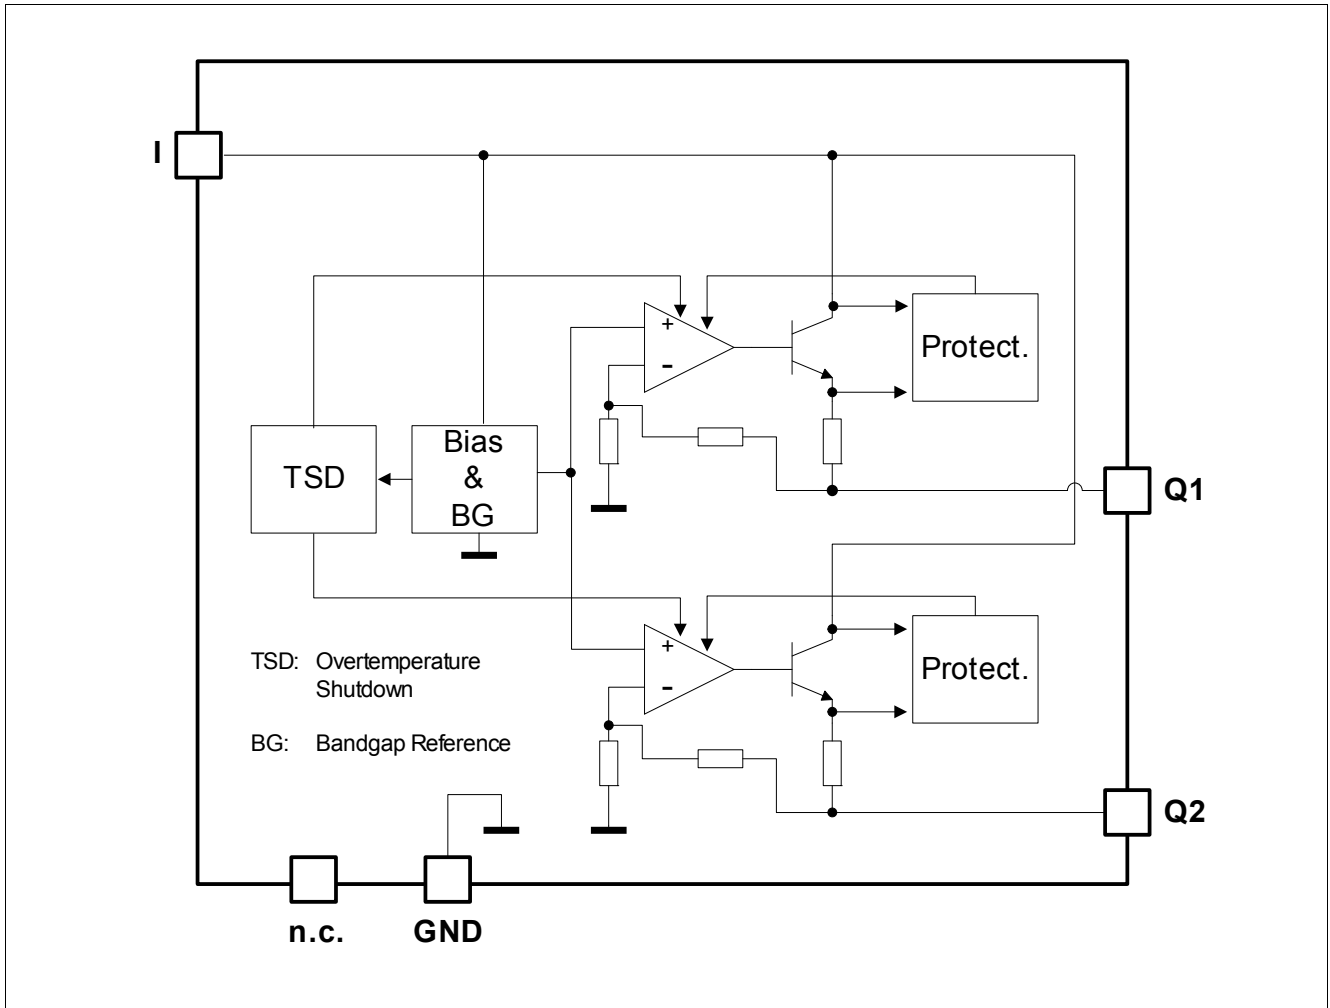 I
+
-
Protect.
TSD
Bias
&
BG
Q1
+
-
Protect.
TSD: Overtemperature
Shutdown
BG: Bandgap Reference
Q2
n.c.
GND